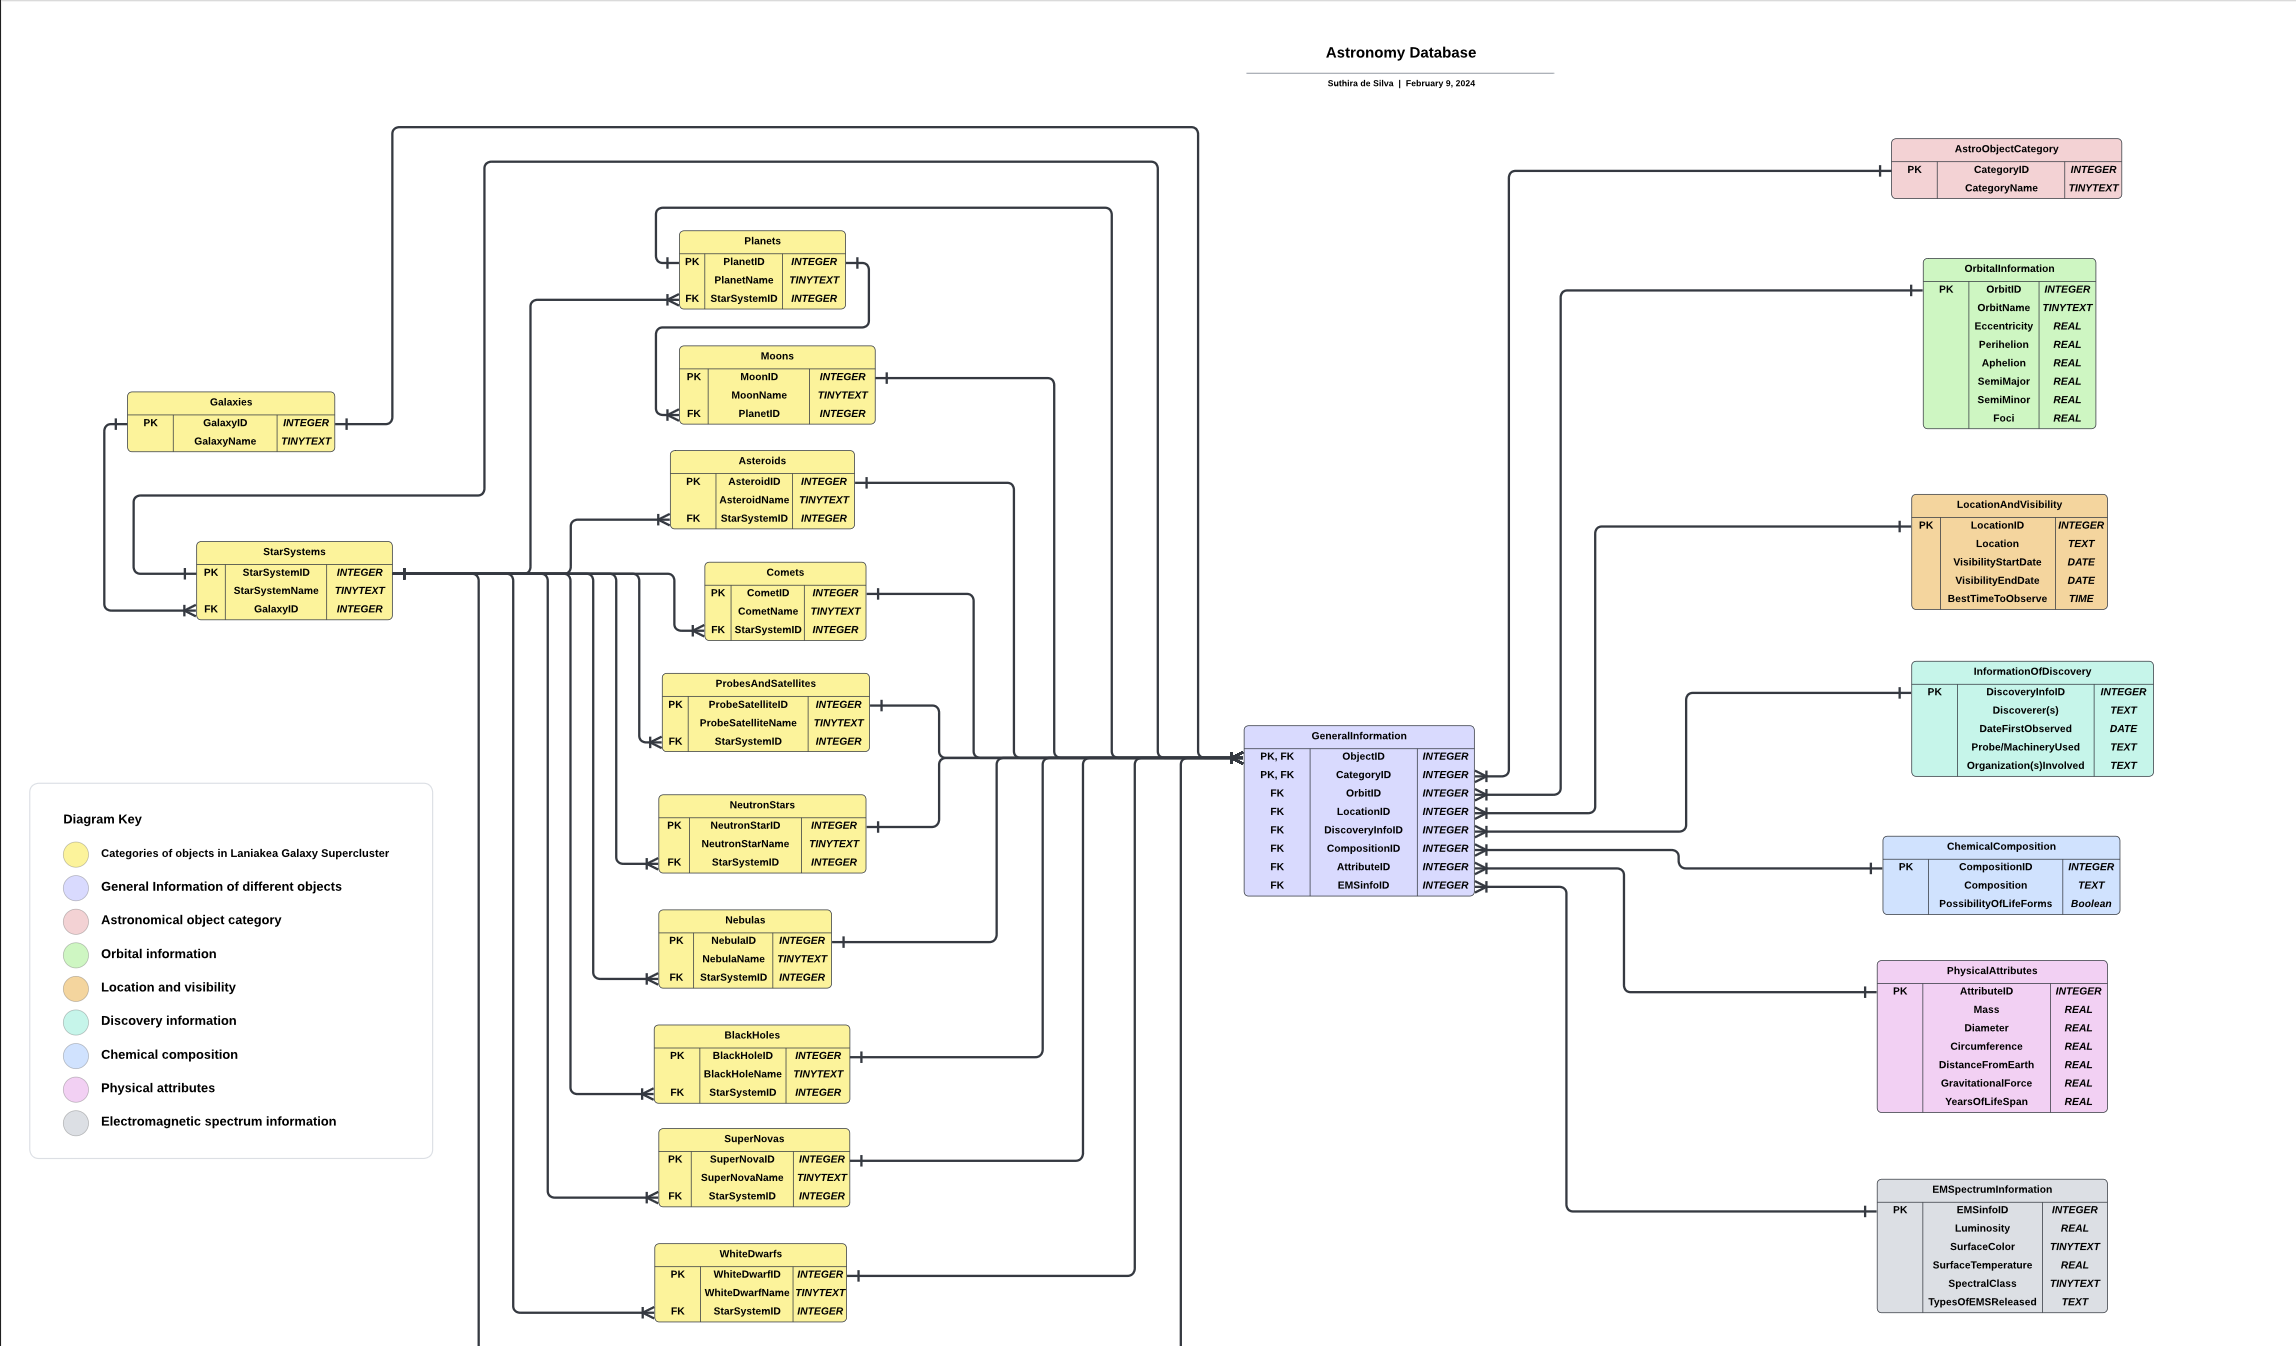 Astronomy Database
Suthira de Silva | February 9, 2024
Galaxies
PK GalaxyID INTEGER
GalaxyName TINYTEXT
StarSystems
PK StarSystemID INTEGER
StarSystemName TINYTEXT
FK GalaxyID INTEGER
Planets
PK PlanetID INTEGER
PlanetName TINYTEXT
FK StarSystemID INTEGER
Moons
PK MoonID INTEGER
MoonName TINYTEXT
FK PlanetID INTEGER
Asteroids
PK AsteroidID INTEGER
AsteroidName TINYTEXT
FK StarSystemID INTEGER
Comets
PK CometID INTEGER
CometName TINYTEXT
FK StarSystemID INTEGER
ProbesAndSatellites
PK ProbeSatelliteID INTEGER
ProbeSatelliteName TINYTEXT
FK StarSystemID INTEGER
NeutronStars
PK NeutronStarID INTEGER
NeutronStarName TINYTEXT
FK StarSystemID INTEGER
Nebulas
PK NebulaID INTEGER
NebulaName TINYTEXT
FK StarSystemID INTEGER
BlackHoles
PK BlackHoleID INTEGER
BlackHoleName TINYTEXT
FK StarSystemID INTEGER
SuperNovas
PK SuperNovaID INTEGER
SuperNovaName TINYTEXT
FK StarSystemID INTEGER
WhiteDwarfs
PK WhiteDwarfID INTEGER
WhiteDwarfName TINYTEXT
FK StarSystemID INTEGER
GeneralInformation
PK, FK ObjectID INTEGER
PK, FK CategoryID INTEGER
FK OrbitID INTEGER
FK LocationID INTEGER
FK DiscoveryInfoID INTEGER
FK CompositionID INTEGER
FK AttributeID INTEGER
FK EMSinfoID INTEGER
AstroObjectCategory
PK CategoryID INTEGER
CategoryName TINYTEXT
OrbitalInformation
PK OrbitID INTEGER
OrbitName TINYTEXT
Eccentricity REAL
Perihelion REAL
Aphelion REAL
SemiMajor REAL
SemiMinor REAL
Foci REAL
LocationAndVisibility
PK LocationID INTEGER
Location TEXT
VisibilityStartDate DATE
VisibilityEndDate DATE
BestTimeToObserve TIME
InformationOfDiscovery
PK DiscoveryInfoID INTEGER
Discoverer(s) TEXT
DateFirstObserved DATE
Probe/MachineryUsed TEXT
Organization(s)Involved TEXT
ChemicalComposition
PK CompositionID INTEGER
Composition TEXT
PossibilityOfLifeForms Boolean
PhysicalAttributes
PK AttributeID INTEGER
Mass REAL
Diameter REAL
Circumference REAL
DistanceFromEarth REAL
GravitationalForce REAL
YearsOfLifeSpan REAL
EMSpectrumInformation
PK EMSinfoID INTEGER
Luminosity REAL
SurfaceColor TINYTEXT
SurfaceTemperature REAL
SpectralClass TINYTEXT
TypesOfEMSReleased TEXT
Diagram Key
Categories of objects in Laniakea Galaxy Supercluster
General Information of different objects
Astronomical object category
Orbital information
Location and visibility
Discovery information
Chemical composition
Physical attributes
Electromagnetic spectrum information